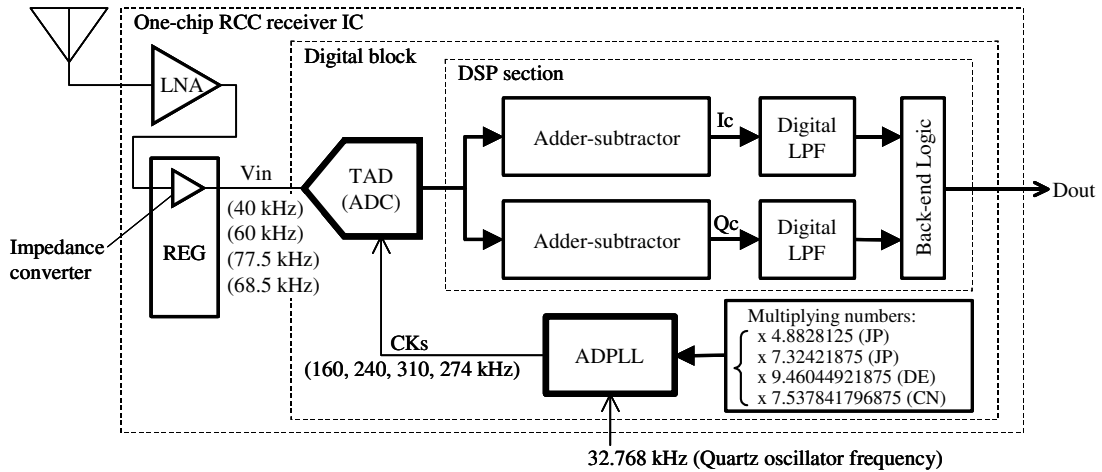 One-chip RCC receiver IC
LNA
Digital block
DSP section
Adder-subtractor
Ic
Digital
LPF
Back-end Logic
TAD
(ADC)
Vin
(40 kHz)
(60 kHz)
(77.5 kHz)
(68.5 kHz)
Impedance
converter
REG
Adder-subtractor
Qc
Digital
LPF
Dout
CKs
(160, 240, 310, 274 kHz)
ADPLL
Multiplying numbers:
x 4.8828125 (JP)
x 7.32421875 (JP)
x 9.46044921875 (DE)
x 7.537841796875 (CN)
32.768 kHz (Quartz oscillator frequency)